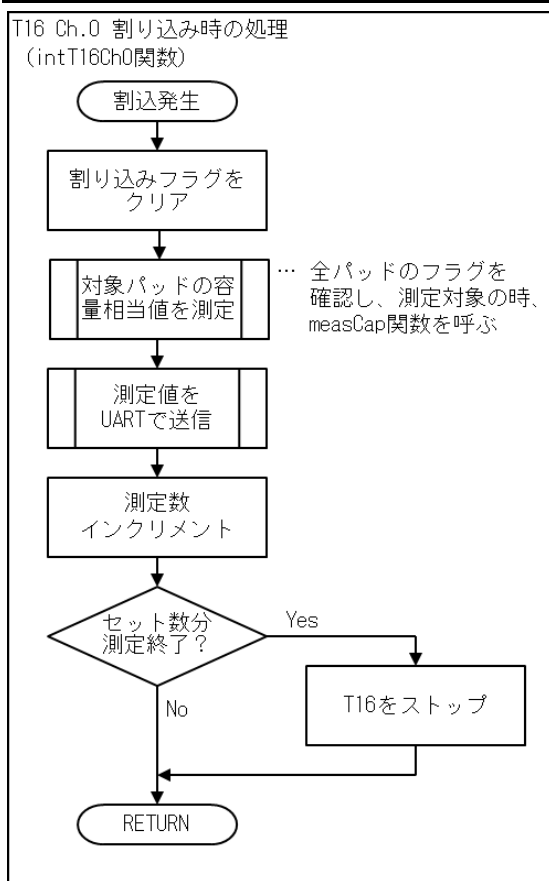 T16 Ch.0 割り込み時の処理
(intT16Ch0関数)
割込発生
割り込みフラグを
クリア
対象パッドの容
量相当値を測定
… 全パッドのフラグを
確認し、測定対象の時、
measCap関数を呼ぶ
測定値を
UARTで送信
測定数
インクリメント
セット数分
測定終了？
Yes
No
T16をストップ
RETURN